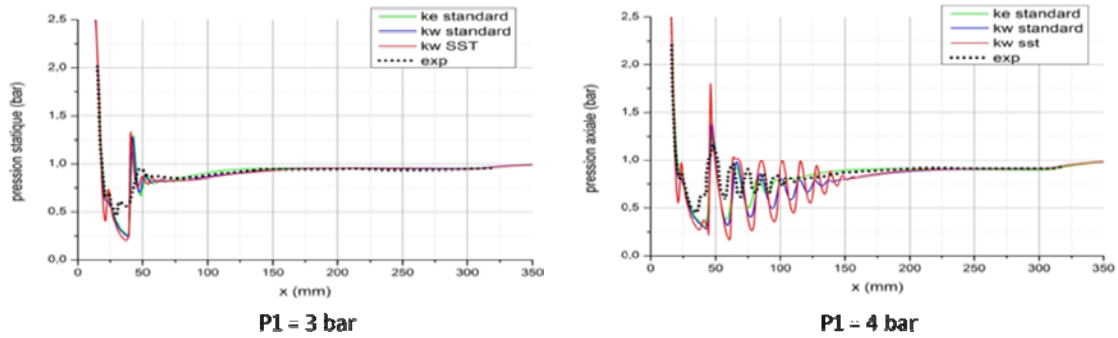 ke standard
kw standard
kw SST
exp
pression statique (bar)
2,5
2,0
1,5
1,0
0,5
0,0
0 50 100 150 200 250 300 350
x (mm)
P1 = 3 bar
ke standard
kw standard
kw sst
exp
pression axiale (bar)
2,5
2,0
1,5
1,0
0,5
0,0
0 50 100 150 200 250 300 350
x (mm)
P1 = 4 bar